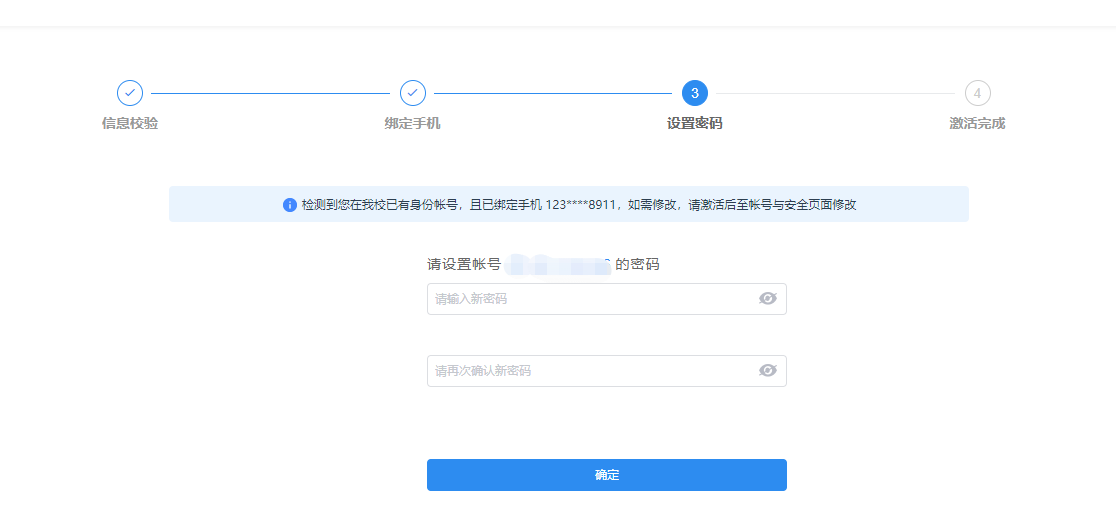 3
4
信息校验
绑定手机
设置密码
激活完成
检测到您在我校已有身份帐号，且已绑定手机 123****8911，如需修改，请激活后至帐号与安全页面修改
请设置帐号 的密码
请输入新密码
请再次确认新密码
确定